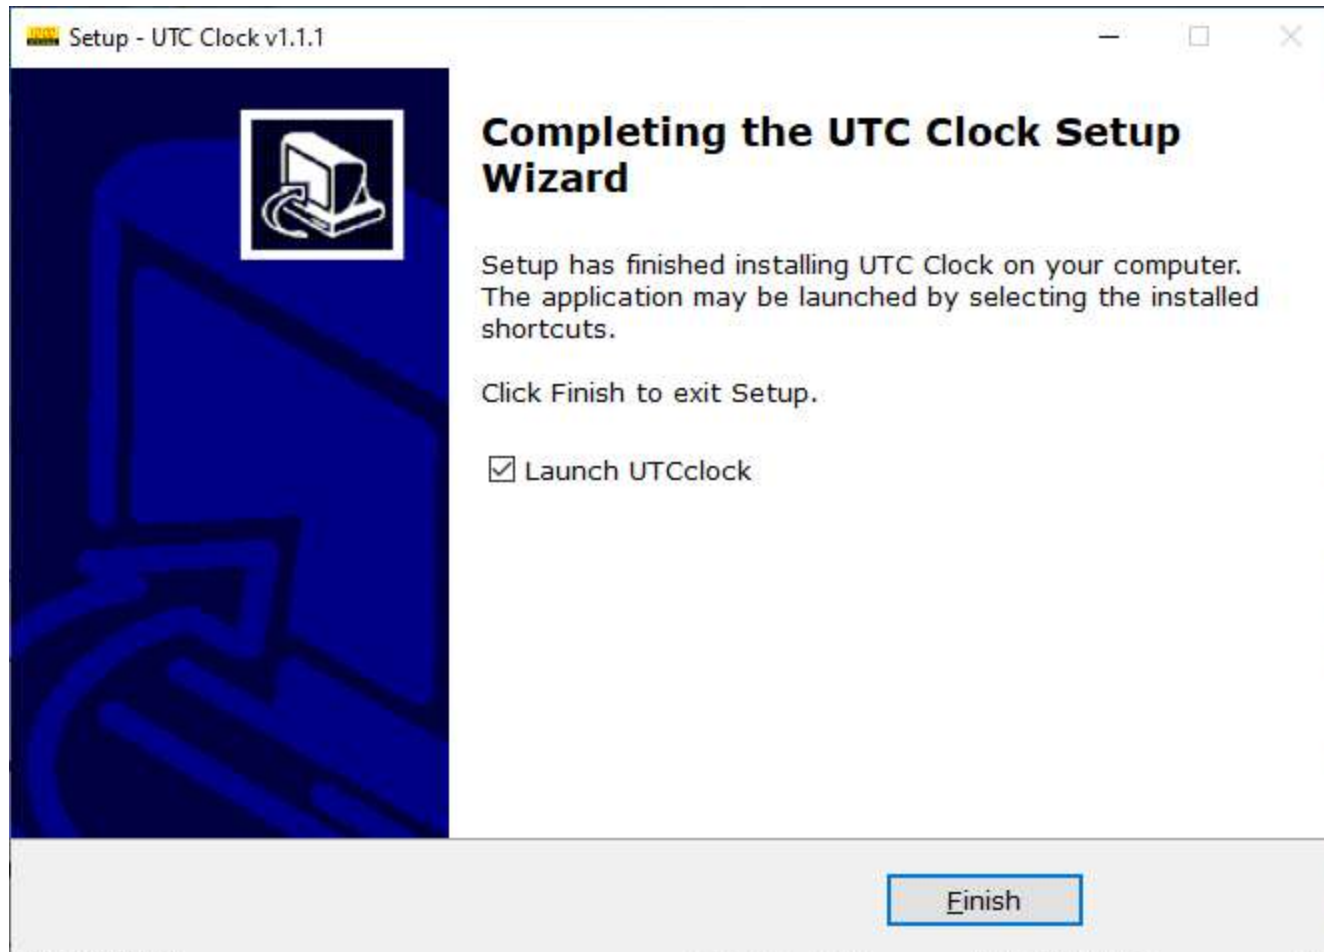 Setup - UTC Clock v1.1.1
Completing the UTC Clock Setup
Wizard
Setup has finished installing UTC Clock on your computer.
The application may be launched by selecting the installed
shortcuts.
Click Finish to exit Setup.
Launch UTCclock
Finish